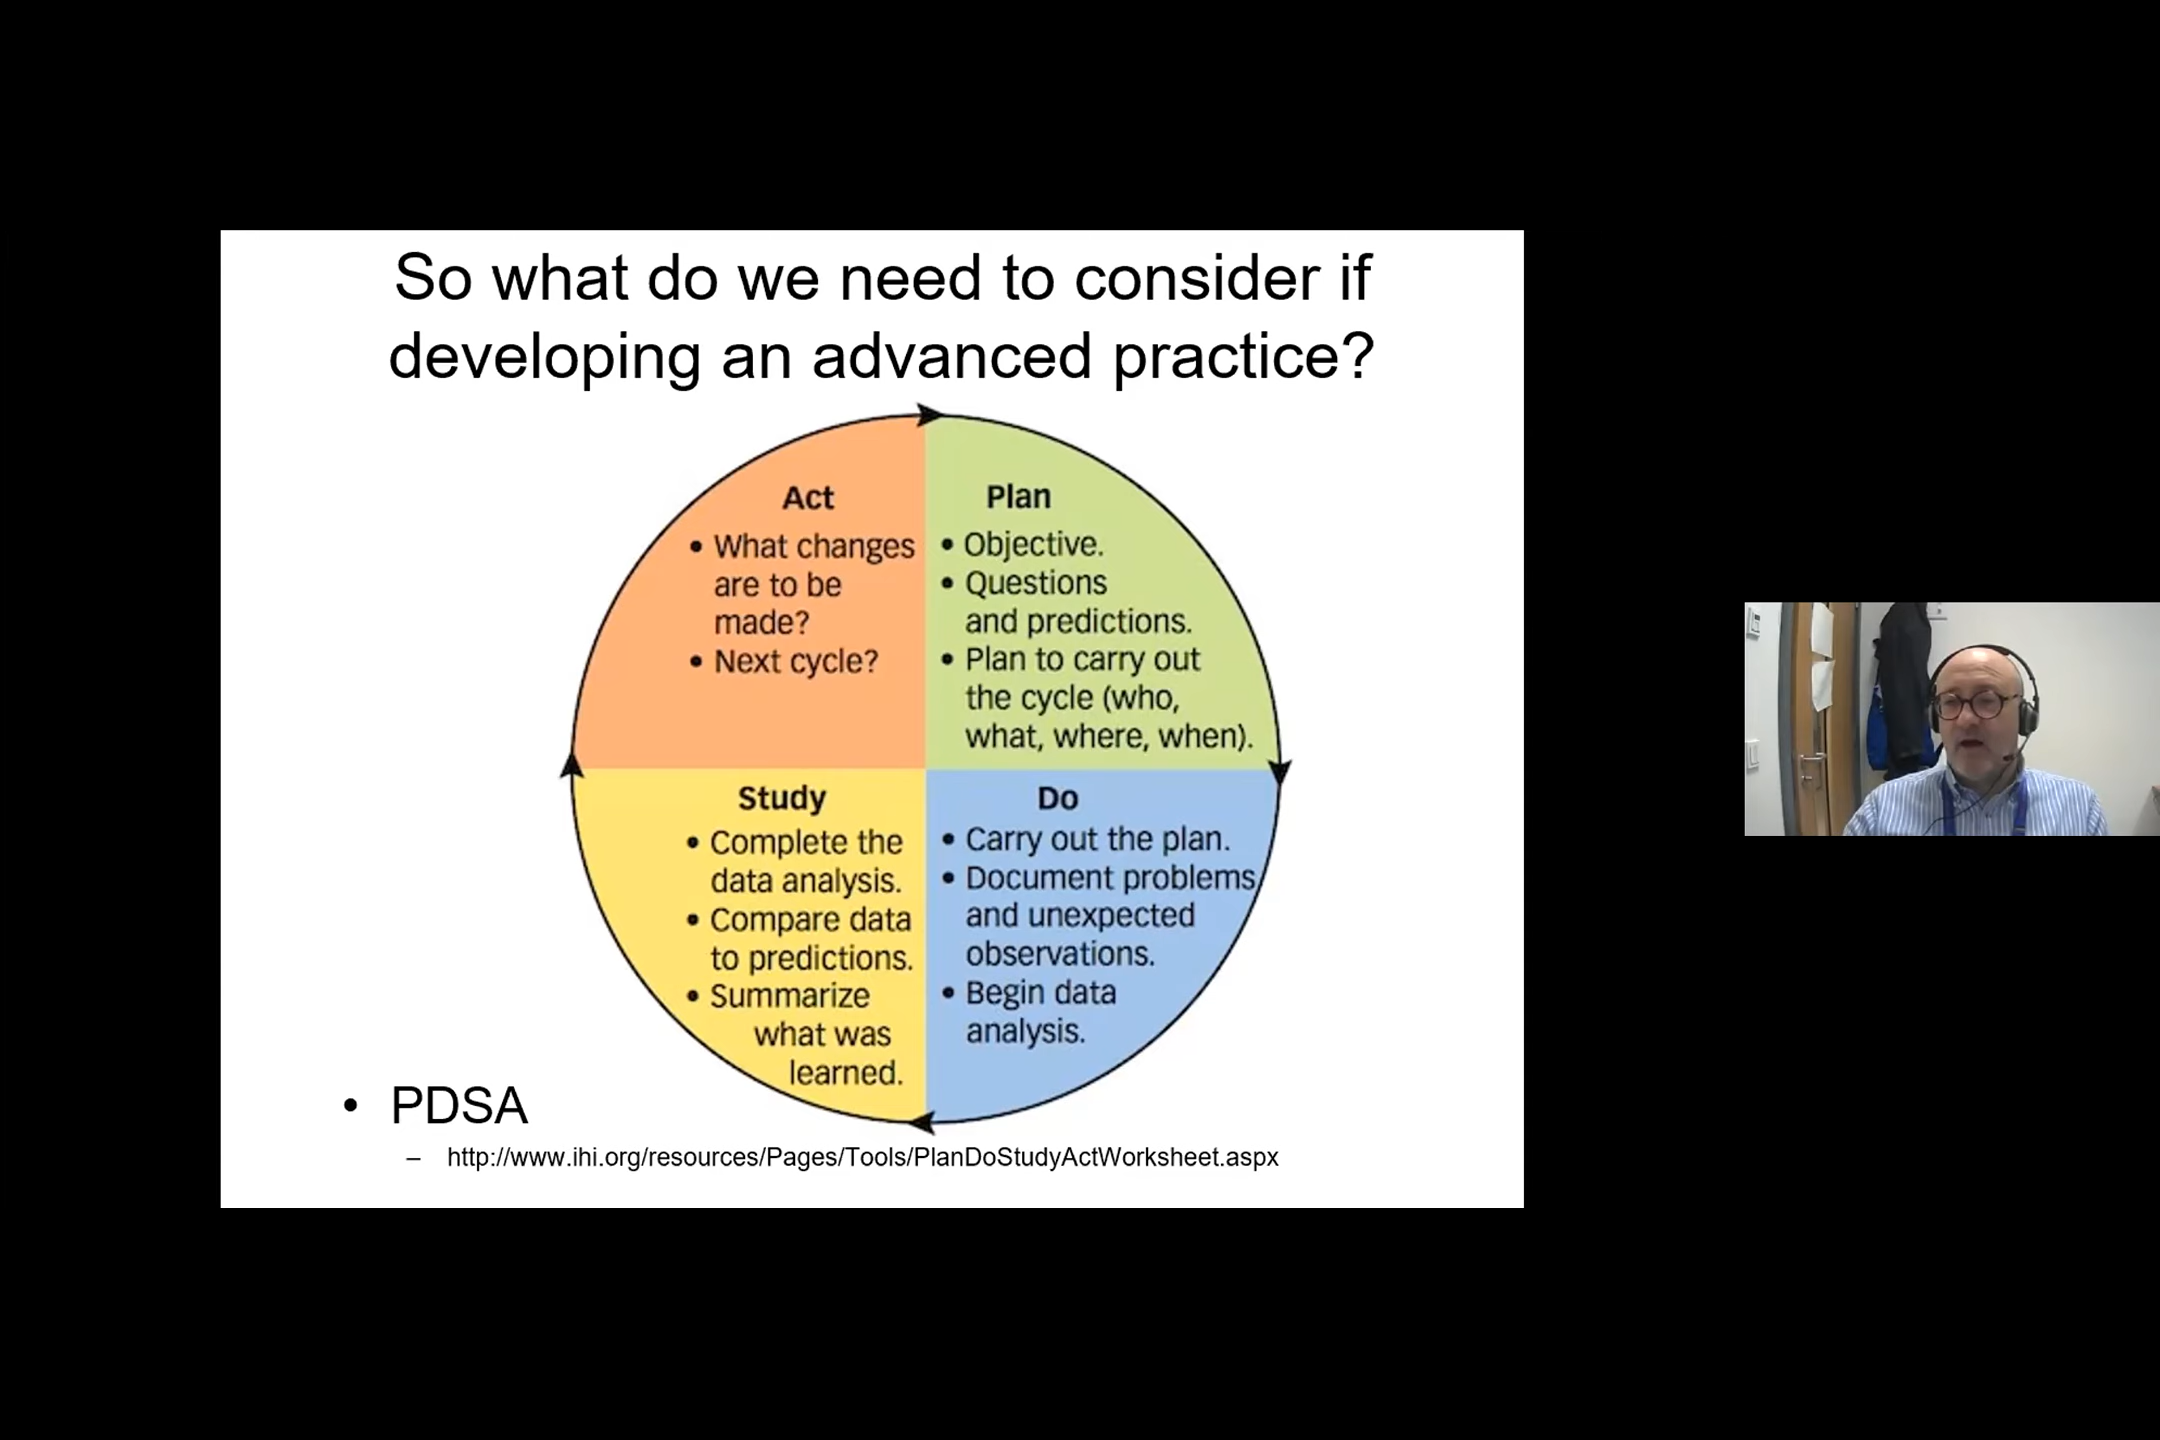 So what do we need to consider if
developing an advanced practice?
Act
• What changes
are to be
made?
• Next cycle?
Plan
• Objective.
• Questions
and predictions.
• Plan to carry out
the cycle (who,
what, where, when).
Study
• Complete the
data analysis.
• Compare data
to predictions.
• Summarize
what was
learned.
Do
• Carry out the plan.
• Document problems
and unexpected
observations.
• Begin data
analysis.
• PDSA
– http://www.ihi.org/resources/Pages/Tools/PlanDoStudyActWorksheet.aspx